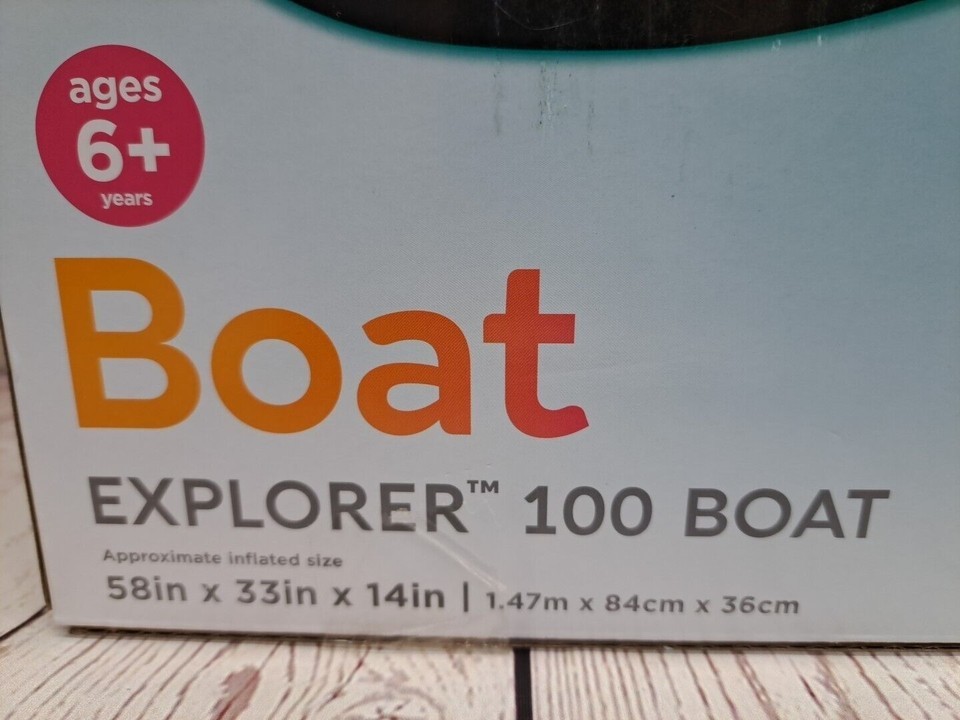 ages
6+
years
Boat
EXPLORER™ 100 BOAT
Approximate inflated size
58in x 33in x 14in | 1.47m x 84cm x 36cm